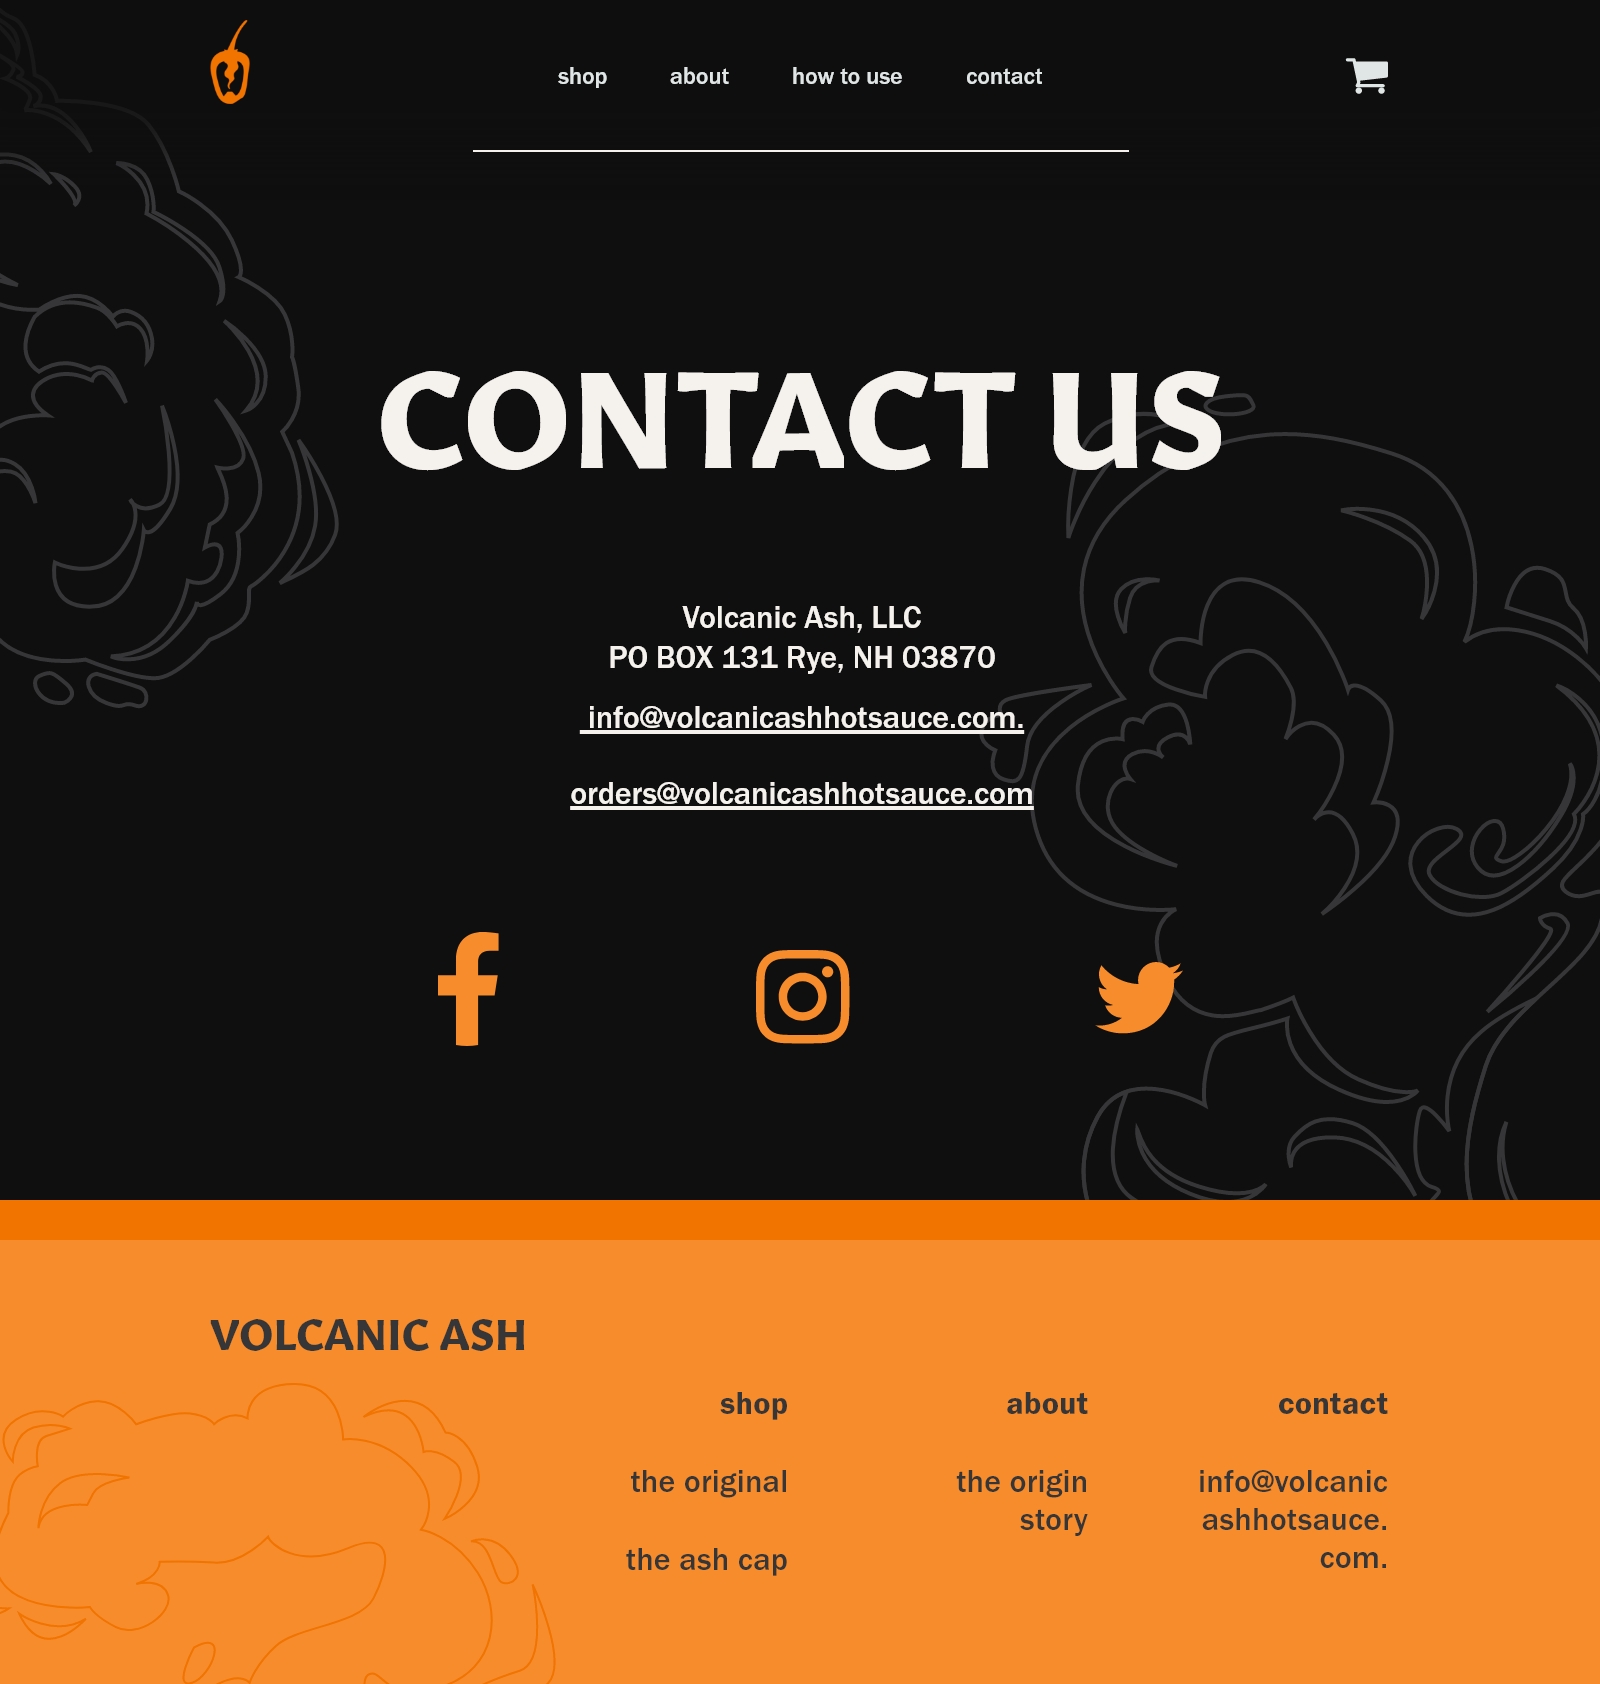 shop about how to use contact
CONTACT US
Volcanic Ash, LLC
PO BOX 131 Rye, NH 03870
info@volcanicashhotsauce.com.
orders@volcanicashhotsauce.com
VOLCANIC ASH
shop
the original
the ash cap
about
the origin
story
contact
info@volcanic
ashhotsauce.
com.